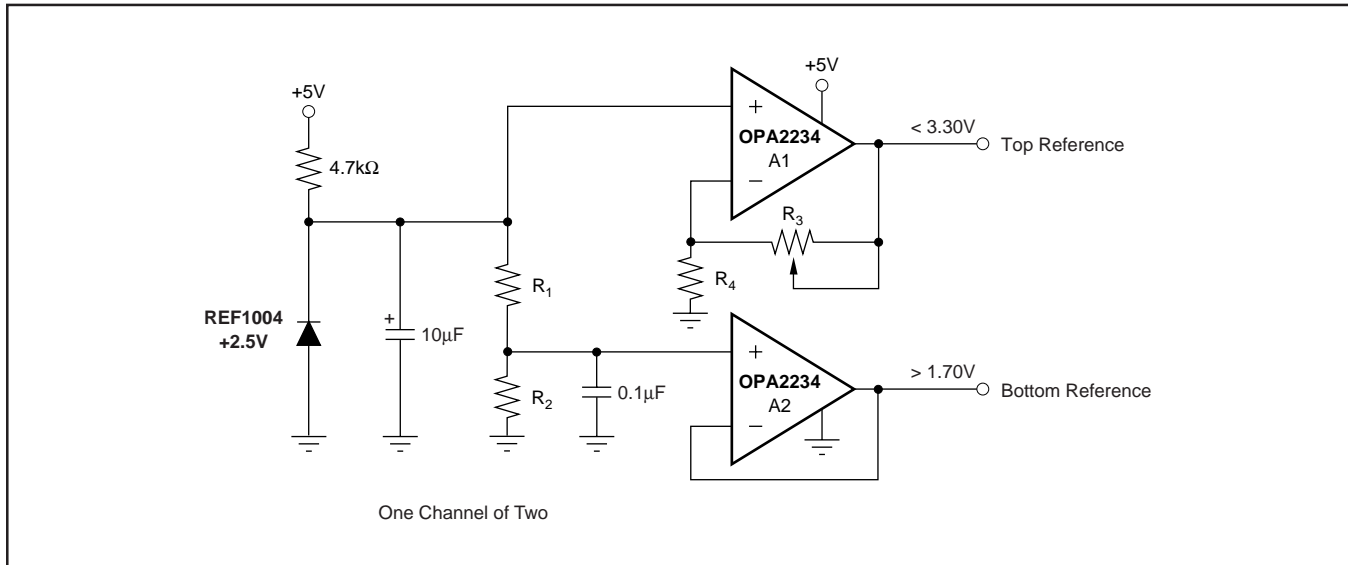 +5V
4.7kΩ
REF1004
+2.5V
+
10µF
R1
R2
0.1µF
+5V
+
OPA2234
A1
−
< 3.30V
Top Reference
R3
R4
+
OPA2234
A2
−
> 1.70V
Bottom Reference
One Channel of Two